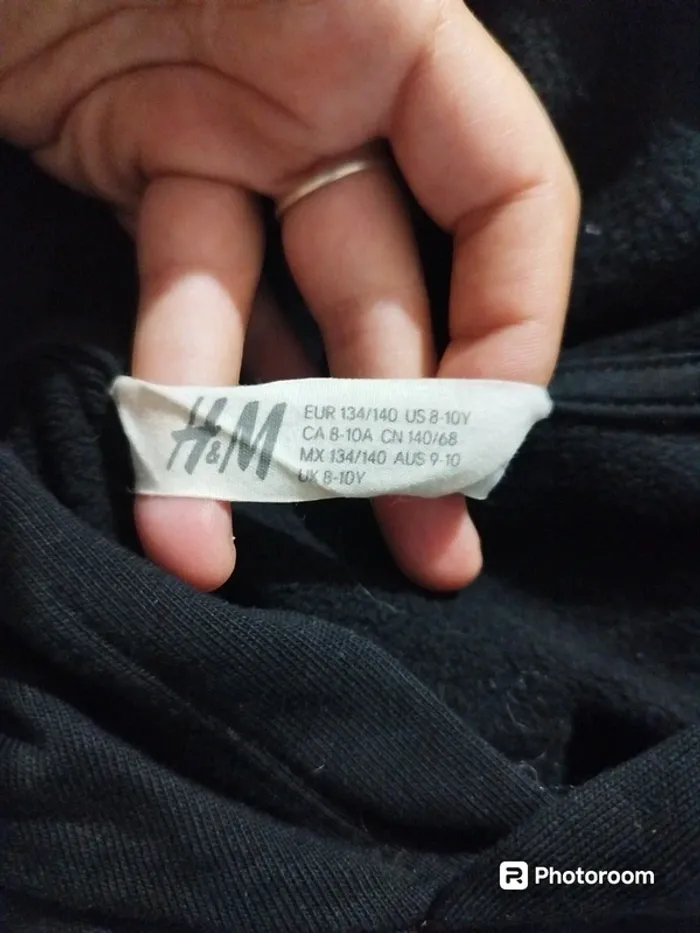 H&M
EUR 134/140 US 8-10Y
CA 8-10A CN 140/68
MX 134/140 AUS 9-10
UK 8-10Y
Photoroom